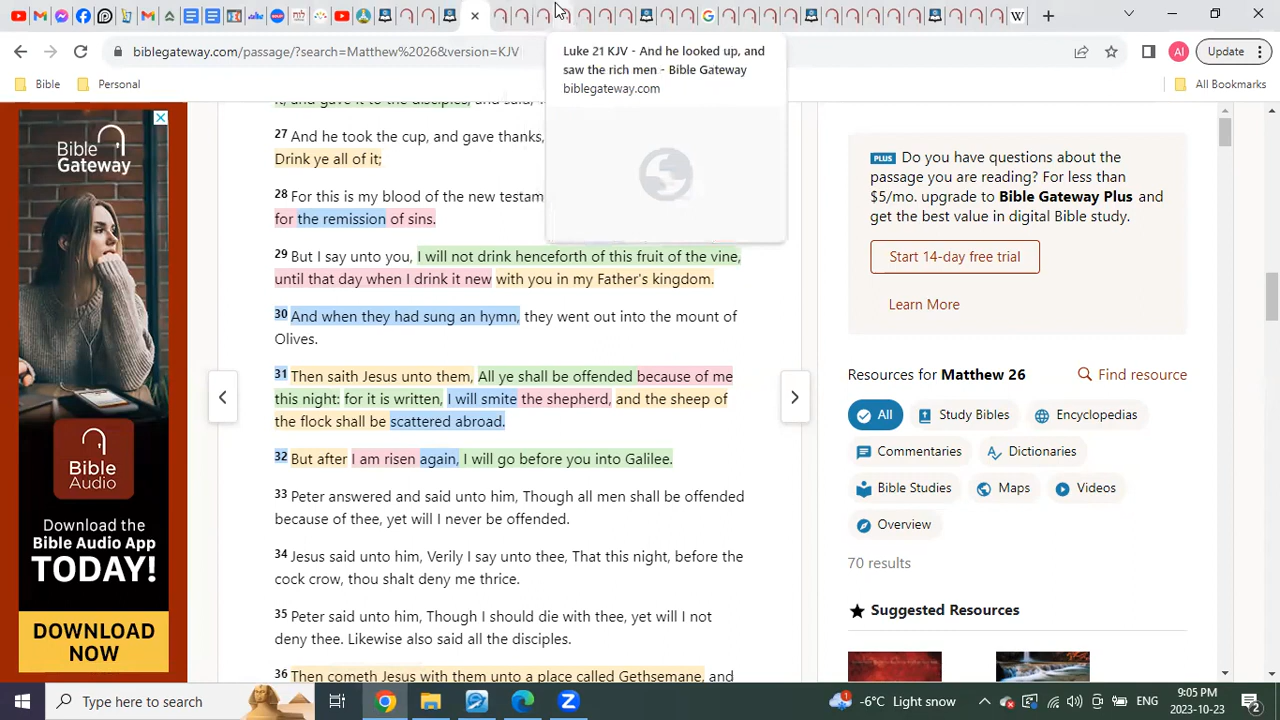 biblegateway.com/passage/?search=Matthew%2026&version=KJV
Update
Bible
Personal
All Bookmarks
Luke 21 KJV - And he looked up, and
saw the rich men - Bible Gateway
biblegateway.com
Bible
Gateway
Bible
Audio
Download the
Bible Audio App
TODAY!
DOWNLOAD
NOW
27 And he took the cup, and gave thanks,
Drink ye all of it;
28 For this is my blood of the new testam
for the remission of sins.
29 But I say unto you, I will not drink henceforth of this fruit of the vine,
until that day when I drink it new with you in my Father's kingdom.
30 And when they had sung an hymn, they went out into the mount of
Olives.
31 Then saith Jesus unto them, All ye shall be offended because of me
this night: for it is written, I will smite the shepherd, and the sheep of
the flock shall be scattered abroad.
32 But after I am risen again, I will go before you into Galilee.
33 Peter answered and said unto him, Though all men shall be offended
because of thee, yet will I never be offended.
34 Jesus said unto him, Verily I say unto thee, That this night, before the
cock crow, thou shalt deny me thrice.
35 Peter said unto him, Though I should die with thee, yet will I not
deny thee. Likewise also said all the disciples.
36 Then cometh Jesus with them unto a place called Gethsemane, and
PLUS Do you have questions about the
passage you are reading? For less than
$5/mo. upgrade to Bible Gateway Plus and
get the best value in digital Bible study.
Start 14-day free trial
Learn More
Resources for Matthew 26
Find resource
All
Study Bibles
Encyclopedias
Commentaries
Dictionaries
Bible Studies
Maps
Videos
Overview
70 results
Suggested Resources
Type here to search
1
-6°C Light snow
ENG
9:05 PM
2023-10-23
2